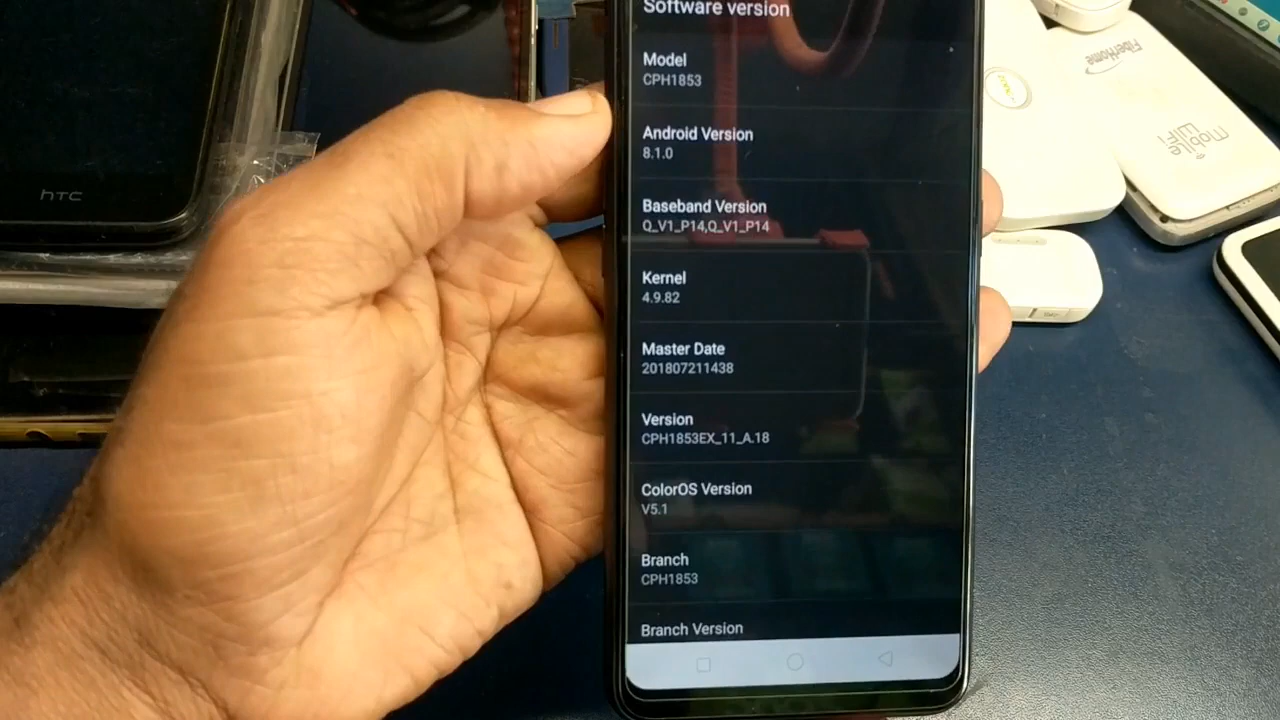 Software version
Model
CPH1853
Android Version
8.1.0
Baseband Version
Q_V1_P14,Q_V1_P14
Kernel
4.9.82
Master Date
201807211438
Version
CPH1853EX_11_A.18
ColorOS Version
V5.1
Branch
CPH1853
Branch Version
hTC
FiberHome
Mobile
WiFi